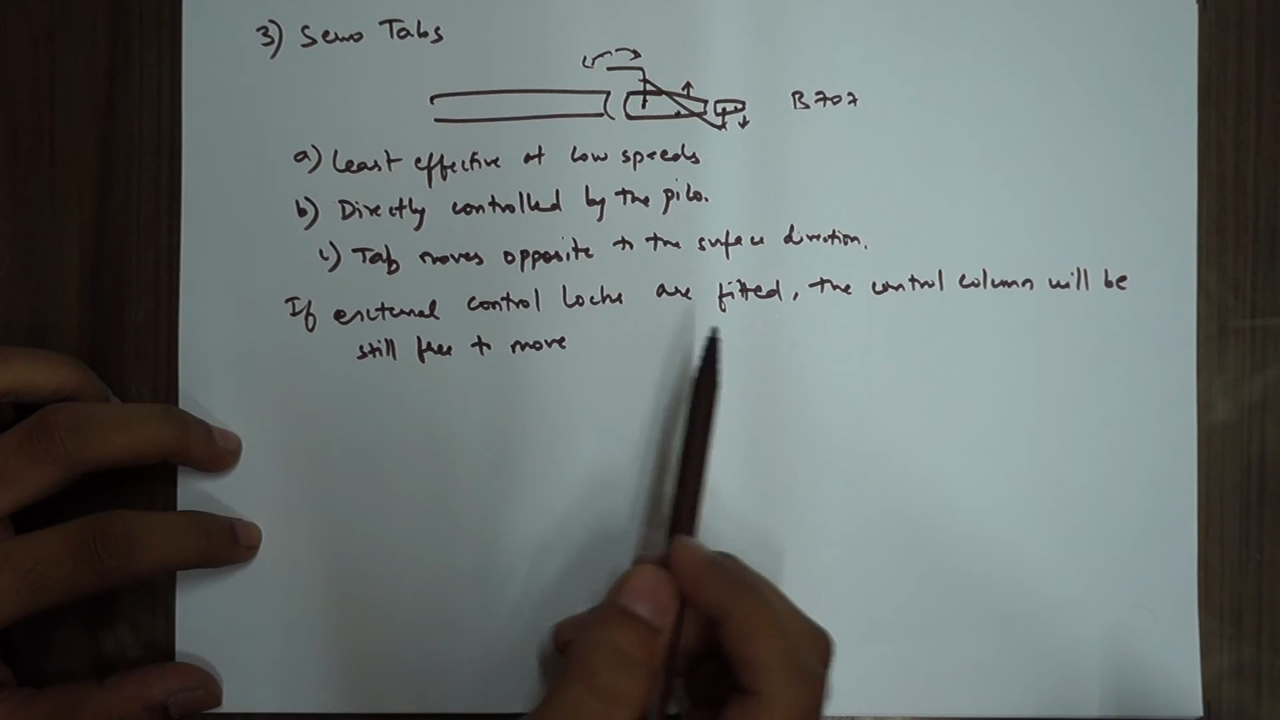 3) Servo Tabs
B707
a) Least effective at low speeds
b) Directly controlled by the pilo.
c) Tab moves opposite to the surface direction.
If external control locks are fitted, the control column will be
still free to move